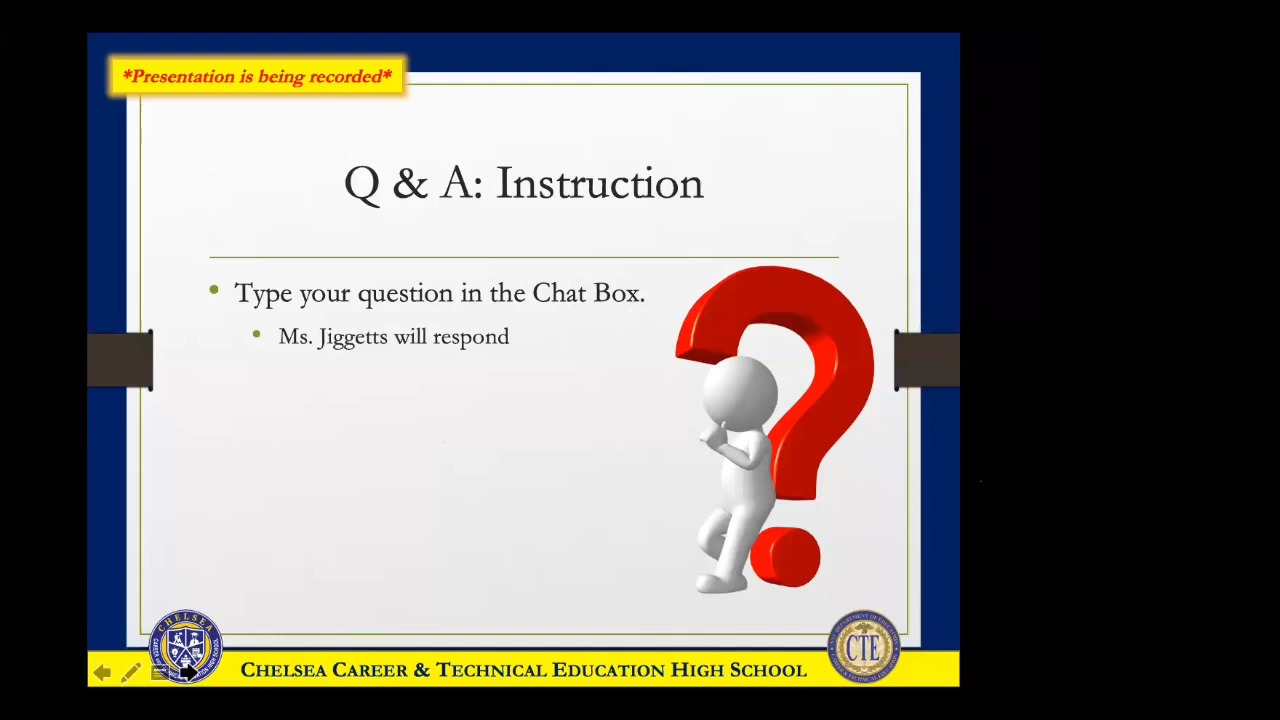 *Presentation is being recorded*
Q & A: Instruction
• Type your question in the Chat Box.
• Ms. Jiggetts will respond
CHELSEA
CTE
CHELSEA CAREER & TECHNICAL EDUCATION HIGH SCHOOL